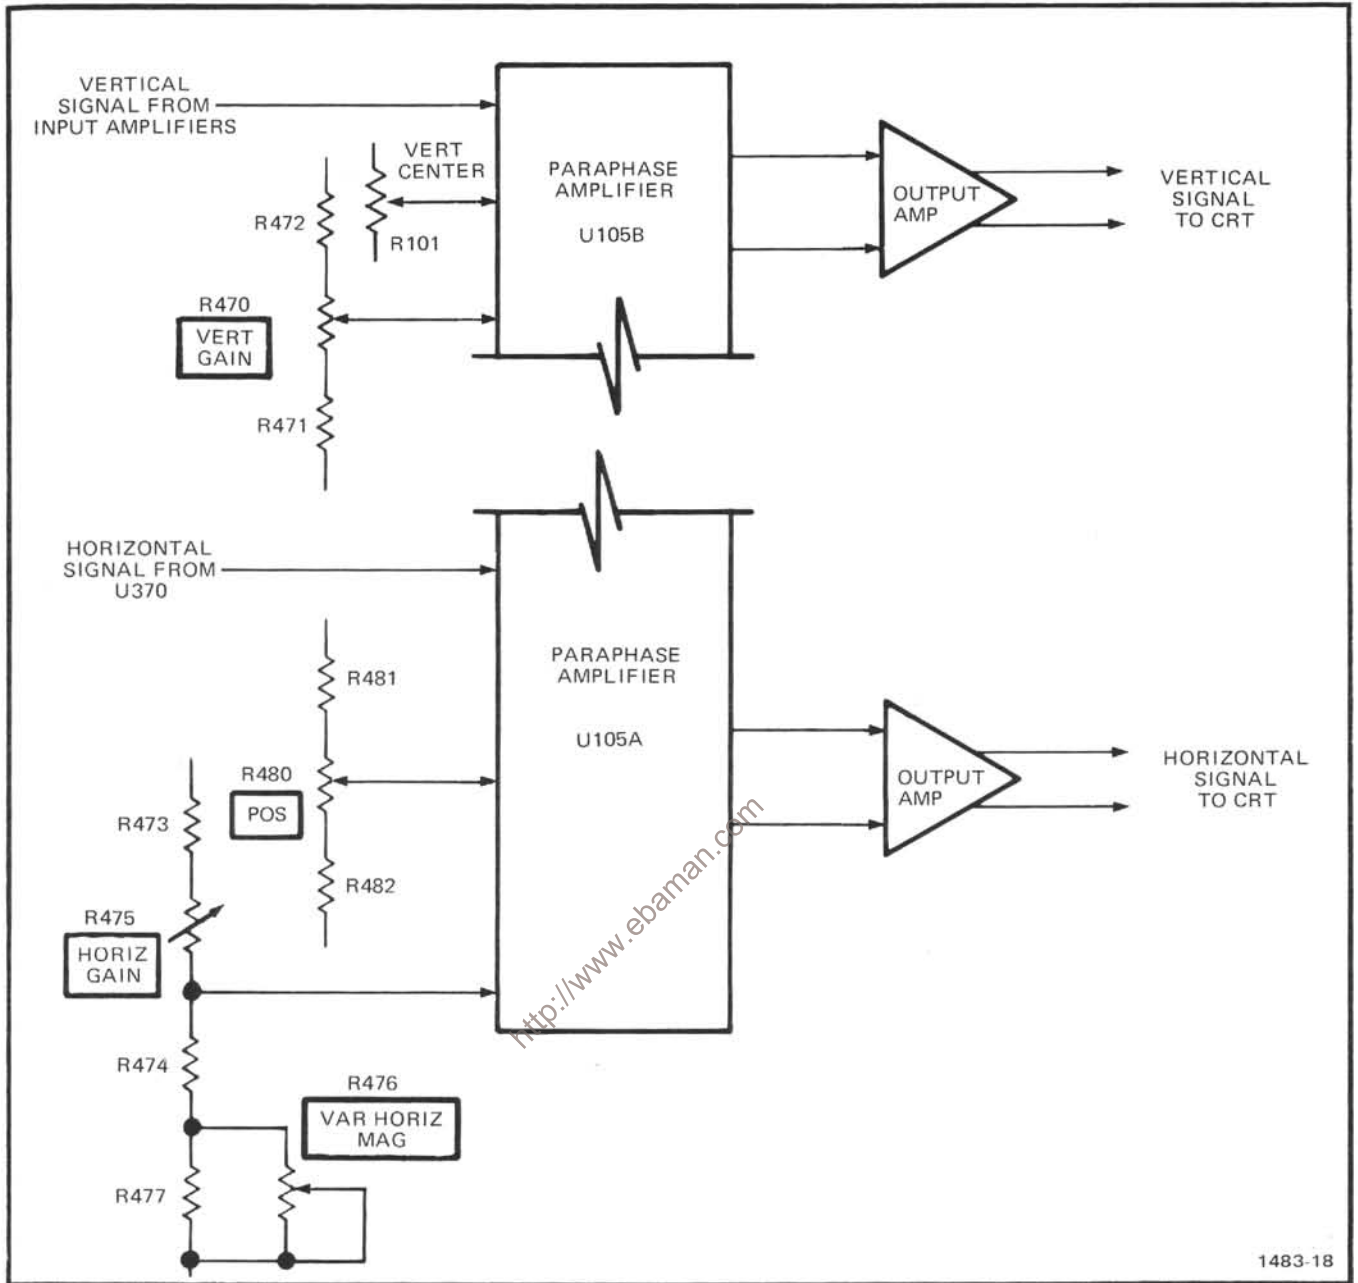 VERTICAL
SIGNAL FROM
INPUT AMPLIFIERS
VERT
CENTER
R472
R101
R470
VERT
GAIN
R471
PARAPHASE
AMPLIFIER
U105B
OUTPUT
AMP
VERTICAL
SIGNAL
TO CRT
HORIZONTAL
SIGNAL FROM
U370
R481
R480
POS
R482
R473
R475
HORIZ
GAIN
R474
R476
VAR HORIZ
MAG
R477
PARAPHASE
AMPLIFIER
U105A
OUTPUT
AMP
HORIZONTAL
SIGNAL
TO CRT
http://www.ebaman.com
1483-18